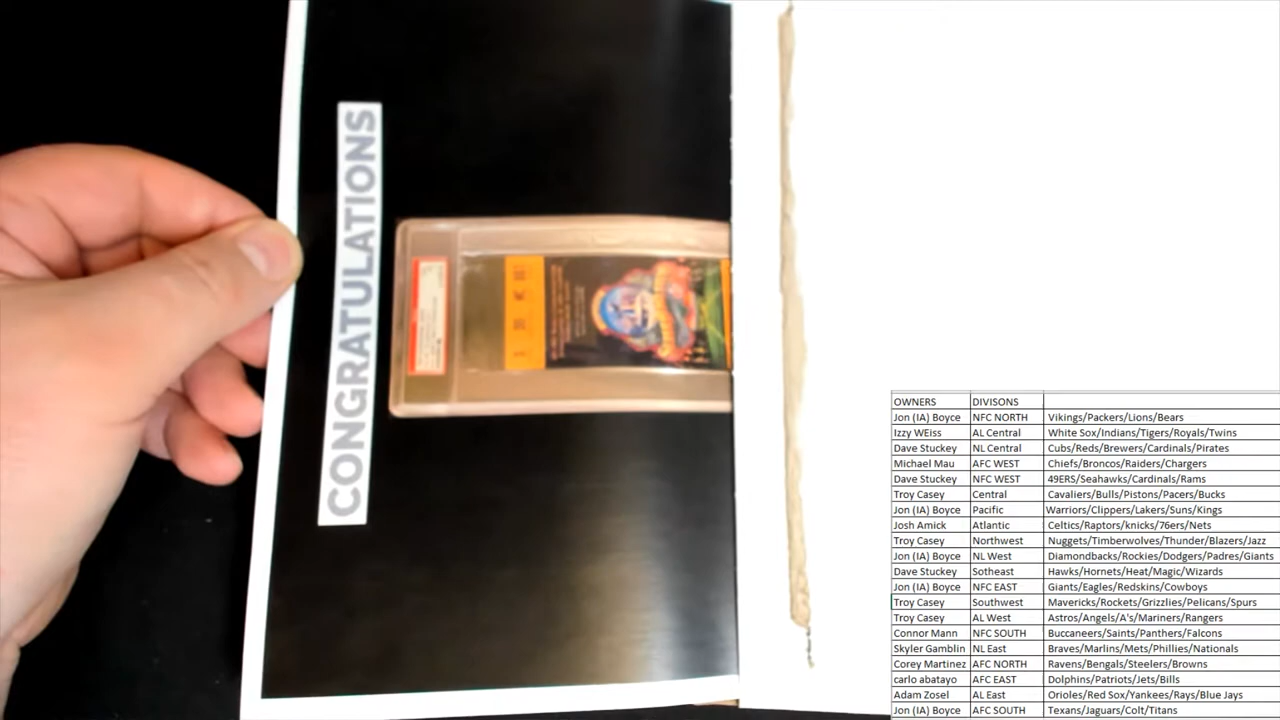 CONGRATULATIONS
OWNERS DIVISONS
Jon (IA) Boyce NFC NORTH Vikings/Packers/Lions/Bears
Izzy WEiss AL Central White Sox/Indians/Tigers/Royals/Twins
Dave Stuckey NL Central Cubs/Reds/Brewers/Cardinals/Pirates
Michael Mau AFC WEST Chiefs/Broncos/Raiders/Chargers
Dave Stuckey NFC WEST 49ERS/Seahawks/Cardinals/Rams
Troy Casey Central Cavaliers/Bulls/Pistons/Pacers/Bucks
Jon (IA) Boyce Pacific Warriors/Clippers/Lakers/Suns/Kings
Josh Amick Atlantic Celtics/Raptors/knicks/76ers/Nets
Troy Casey Northwest Nuggets/Timberwolves/Thunder/Blazers/Jazz
Jon (IA) Boyce NL West Diamondbacks/Rockies/Dodgers/Padres/Giants
Dave Stuckey Sotheast Hawks/Hornets/Heat/Magic/Wizards
Jon (IA) Boyce NFC EAST Giants/Eagles/Redskins/Cowboys
Troy Casey Southwest Mavericks/Rockets/Grizzlies/Pelicans/Spurs
Troy Casey AL West Astros/Angels/A's/Mariners/Rangers
Connor Mann NFC SOUTH Buccaneers/Saints/Panthers/Falcons
Skyler Gamblin NL East Braves/Marlins/Mets/Phillies/Nationals
Corey Martinez AFC NORTH Ravens/Bengals/Steelers/Browns
carlo abatayo AFC EAST Dolphins/Patriots/Jets/Bills
Adam Zosel AL East Orioles/Red Sox/Yankees/Rays/Blue Jays
Jon (IA) Boyce AFC SOUTH Texans/Jaguars/Colt/Titans